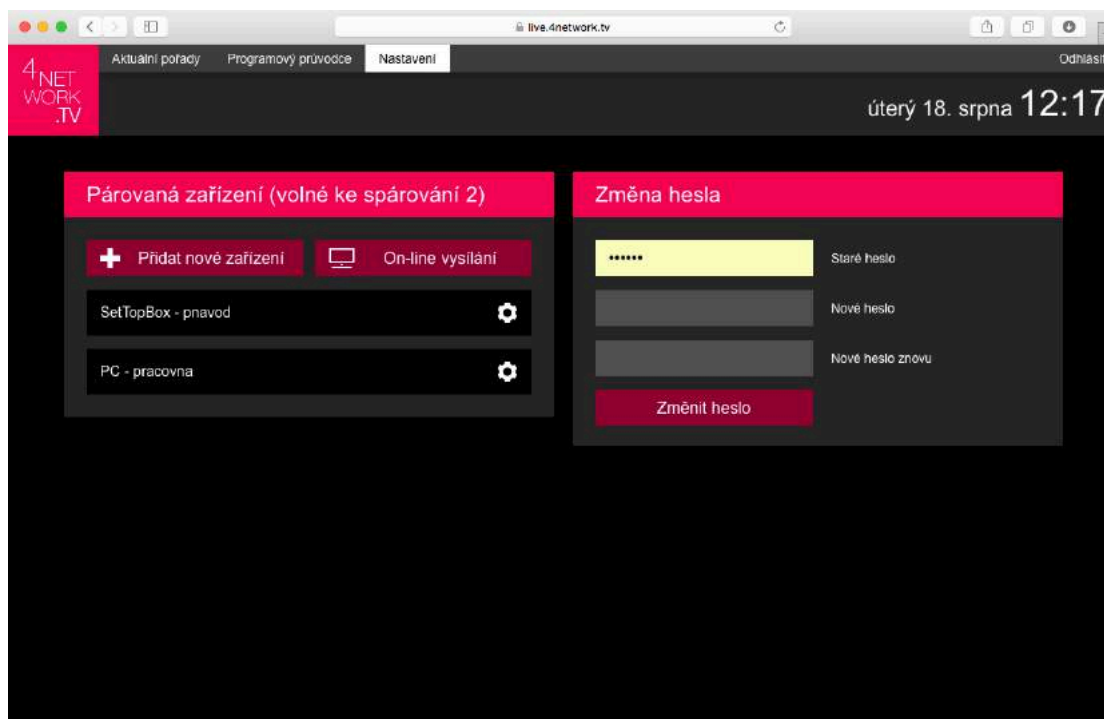 live.4network.tv
4NET
WORK
.TV
Aktuální pořady
Programový průvodce
Nastavení
Odhlásit
úterý 18. srpna 12:17
Párovaná zařízení (volné ke spárování 2)
Přidat nové zařízení
On-line vysílání
SetTopBox - pnavod
PC - pracovna
Změna hesla
••••••
Staré heslo
Nové heslo
Nové heslo znovu
Změnit heslo